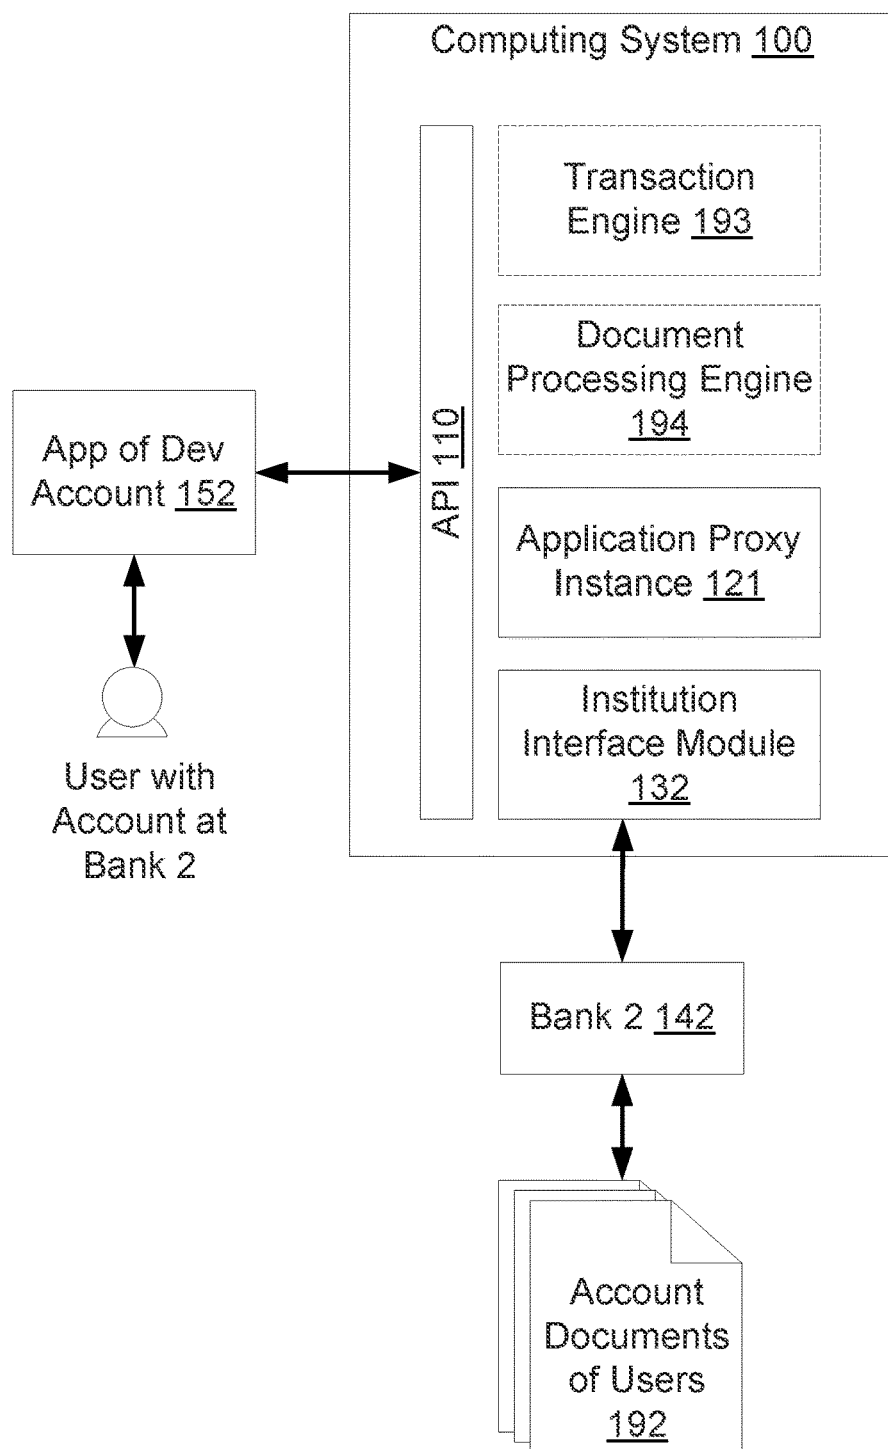 Computing System 100
Transaction
Engine 193
Document
Processing Engine
194
API 110
App of Dev
Account 152
Application Proxy
Instance 121
Institution
Interface Module
132
User with
Account at
Bank 2
Bank 2 142
Account
Documents
of Users
192